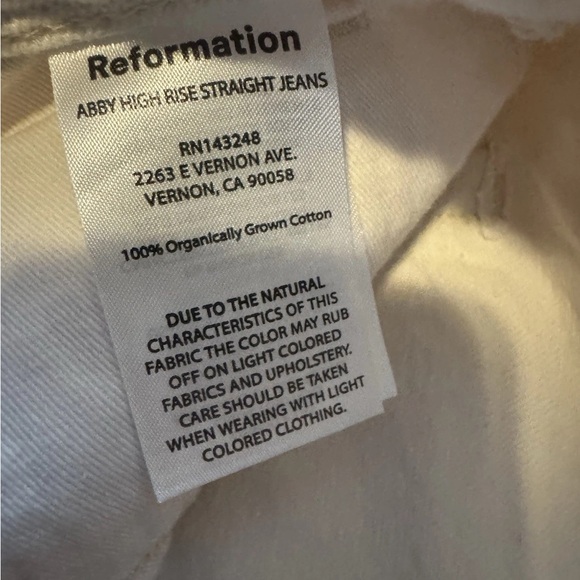 Reformation
ABBY HIGH RISE STRAIGHT JEANS
RN143248
2263 E VERNON AVE.
VERNON, CA 90058
100% Organically Grown Cotton
DUE TO THE NATURAL
CHARACTERISTICS OF THIS
FABRIC THE COLOR MAY RUB
OFF ON LIGHT COLORED
FABRICS AND UPHOLSTERY.
CARE SHOULD BE TAKEN
WHEN WEARING WITH LIGHT
COLORED CLOTHING.